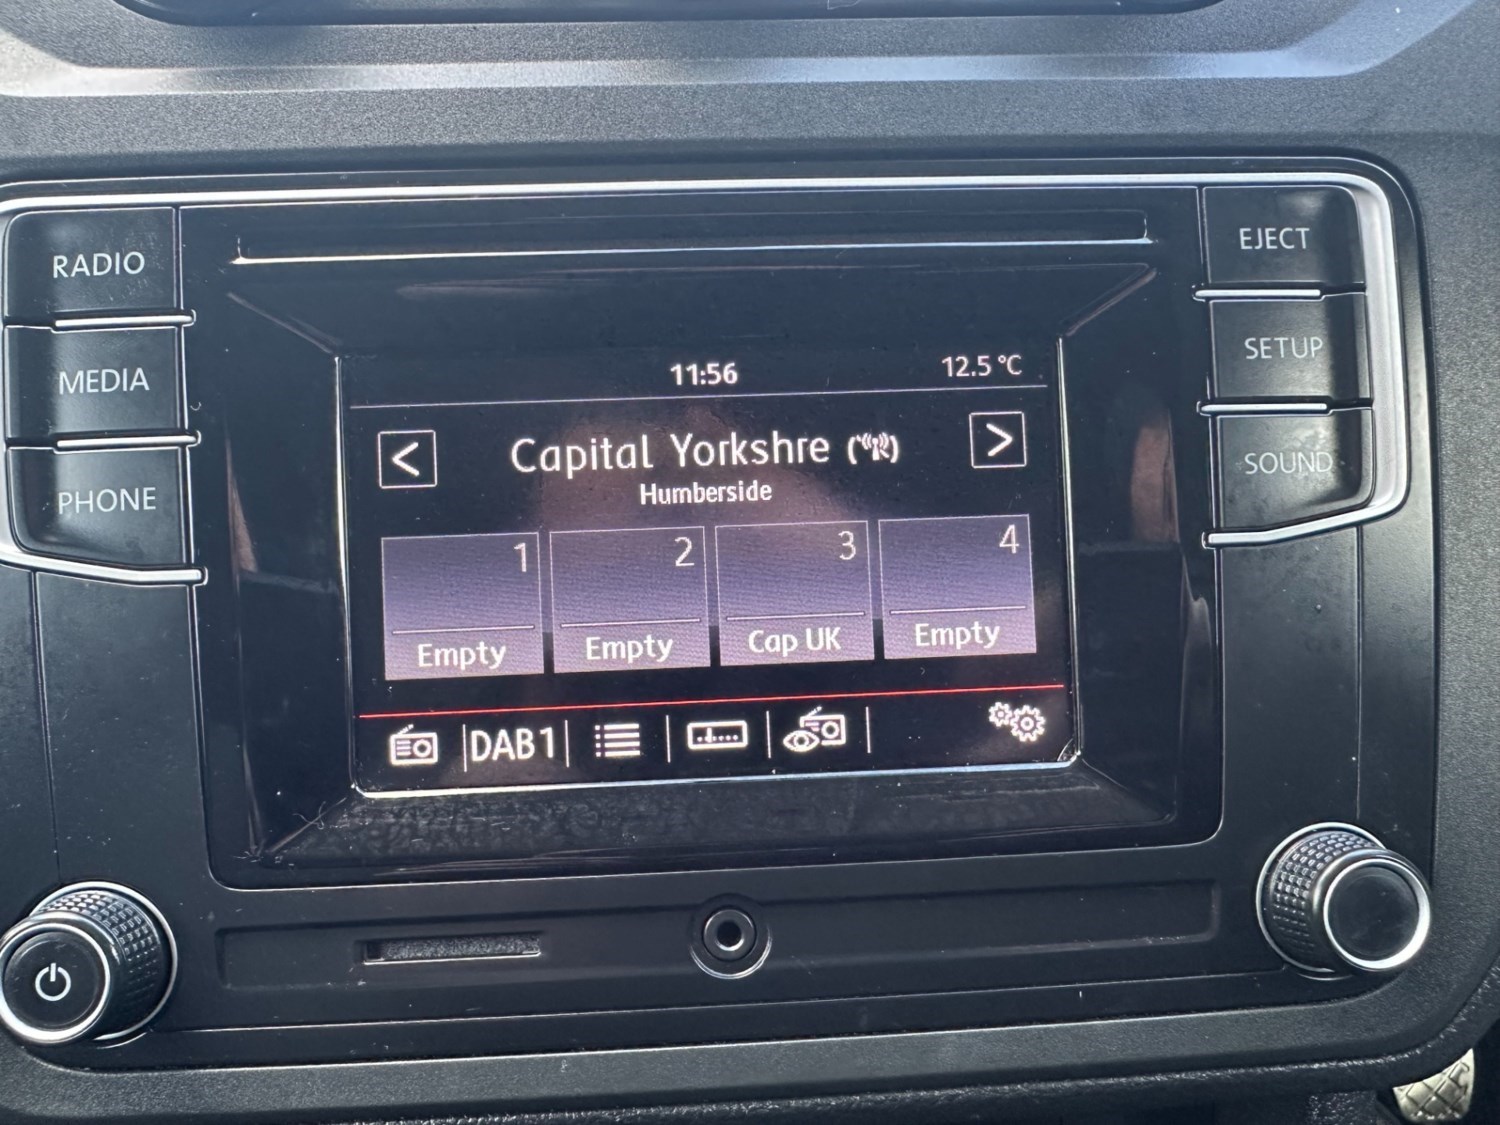 RADIO
MEDIA
PHONE
EJECT
SETUP
SOUND
11:56
12.5 °C
< Capital Yorkshre >
Humberside
1 2 3 4
Empty Empty Cap UK Empty
DAB1